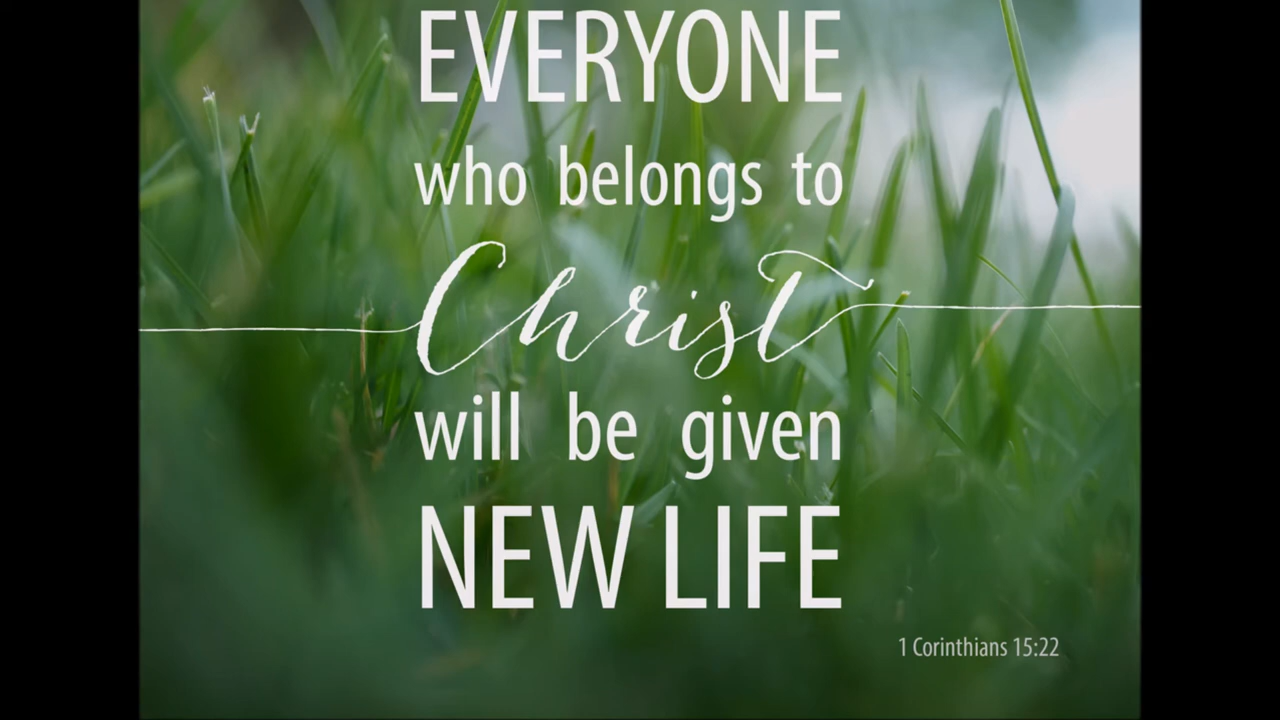 EVERYONE
who belongs to
Christ
will be given
NEW LIFE
1 Corinthians 15:22